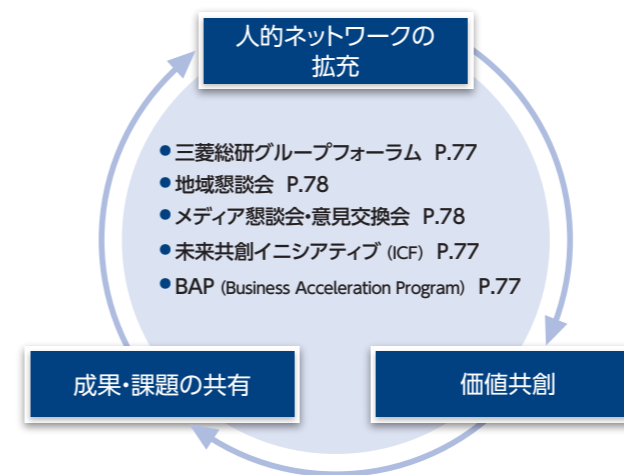 人的ネットワークの
拡充
●三菱総研グループフォーラム P.77
●地域懇談会 P.78
●メディア懇談会・意見交換会 P.78
●未来共創イニシアティブ (ICF) P.77
●BAP (Business Acceleration Program) P.77
成果・課題の共有
価値共創